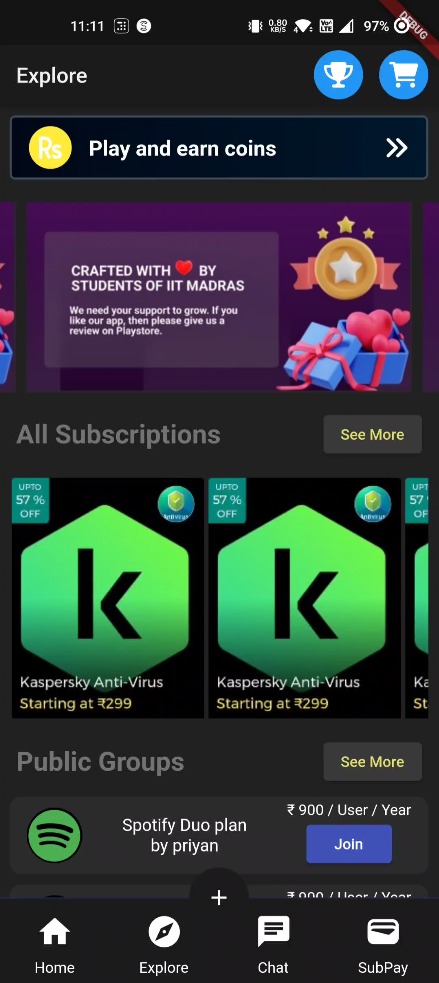 11:11
0.80
KB/S
Vo
LTE
97%
DEBUG
Explore
Rs
Play and earn coins
CRAFTED WITH ❤️ BY
STUDENTS OF IIT MADRAS
We need your support to grow. If you
like our app, then please give us a
review on Playstore.
All Subscriptions
See More
UPTO
57 %
OFF
Antivirus
k
Kaspersky Anti-Virus
Starting at ₹299
UPTO
57 %
OFF
Antivirus
k
Kaspersky Anti-Virus
Starting at ₹299
UPT
57 %
OFF
Ka
St
Public Groups
See More
Spotify Duo plan
by priyan
₹ 900 / User / Year
Join
₹ 900 / User / Year
+
Home
Explore
Chat
SubPay